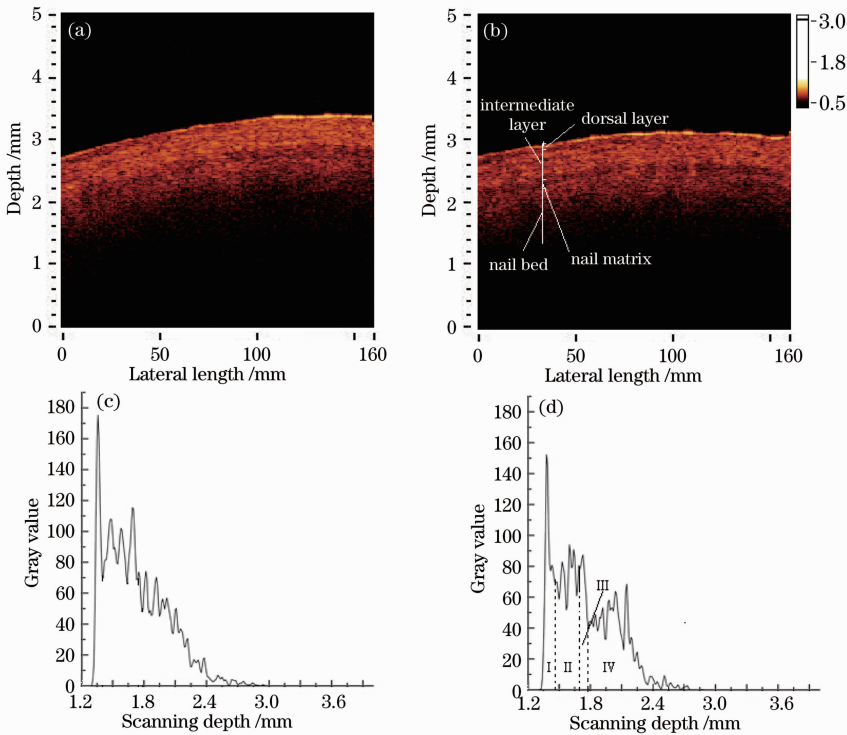 (a)
5
4
3
2
1
0
Depth /mm
0
50
100
160
Lateral length /mm
(b)
5
4
3
2
1
0
Depth /mm
intermediate
layer
dorsal layer
nail bed
nail matrix
0
50
100
160
Lateral length /mm
3.0
1.8
0.5
(c)
180
160
140
120
100
80
60
40
20
0
Gray value
1.2
1.8
2.4
3.0
3.6
Scanning depth /mm
(d)
180
160
140
120
100
80
60
40
20
0
Gray value
I
II
III
IV
1.2
1.8
2.4
3.0
3.6
Scanning depth /mm